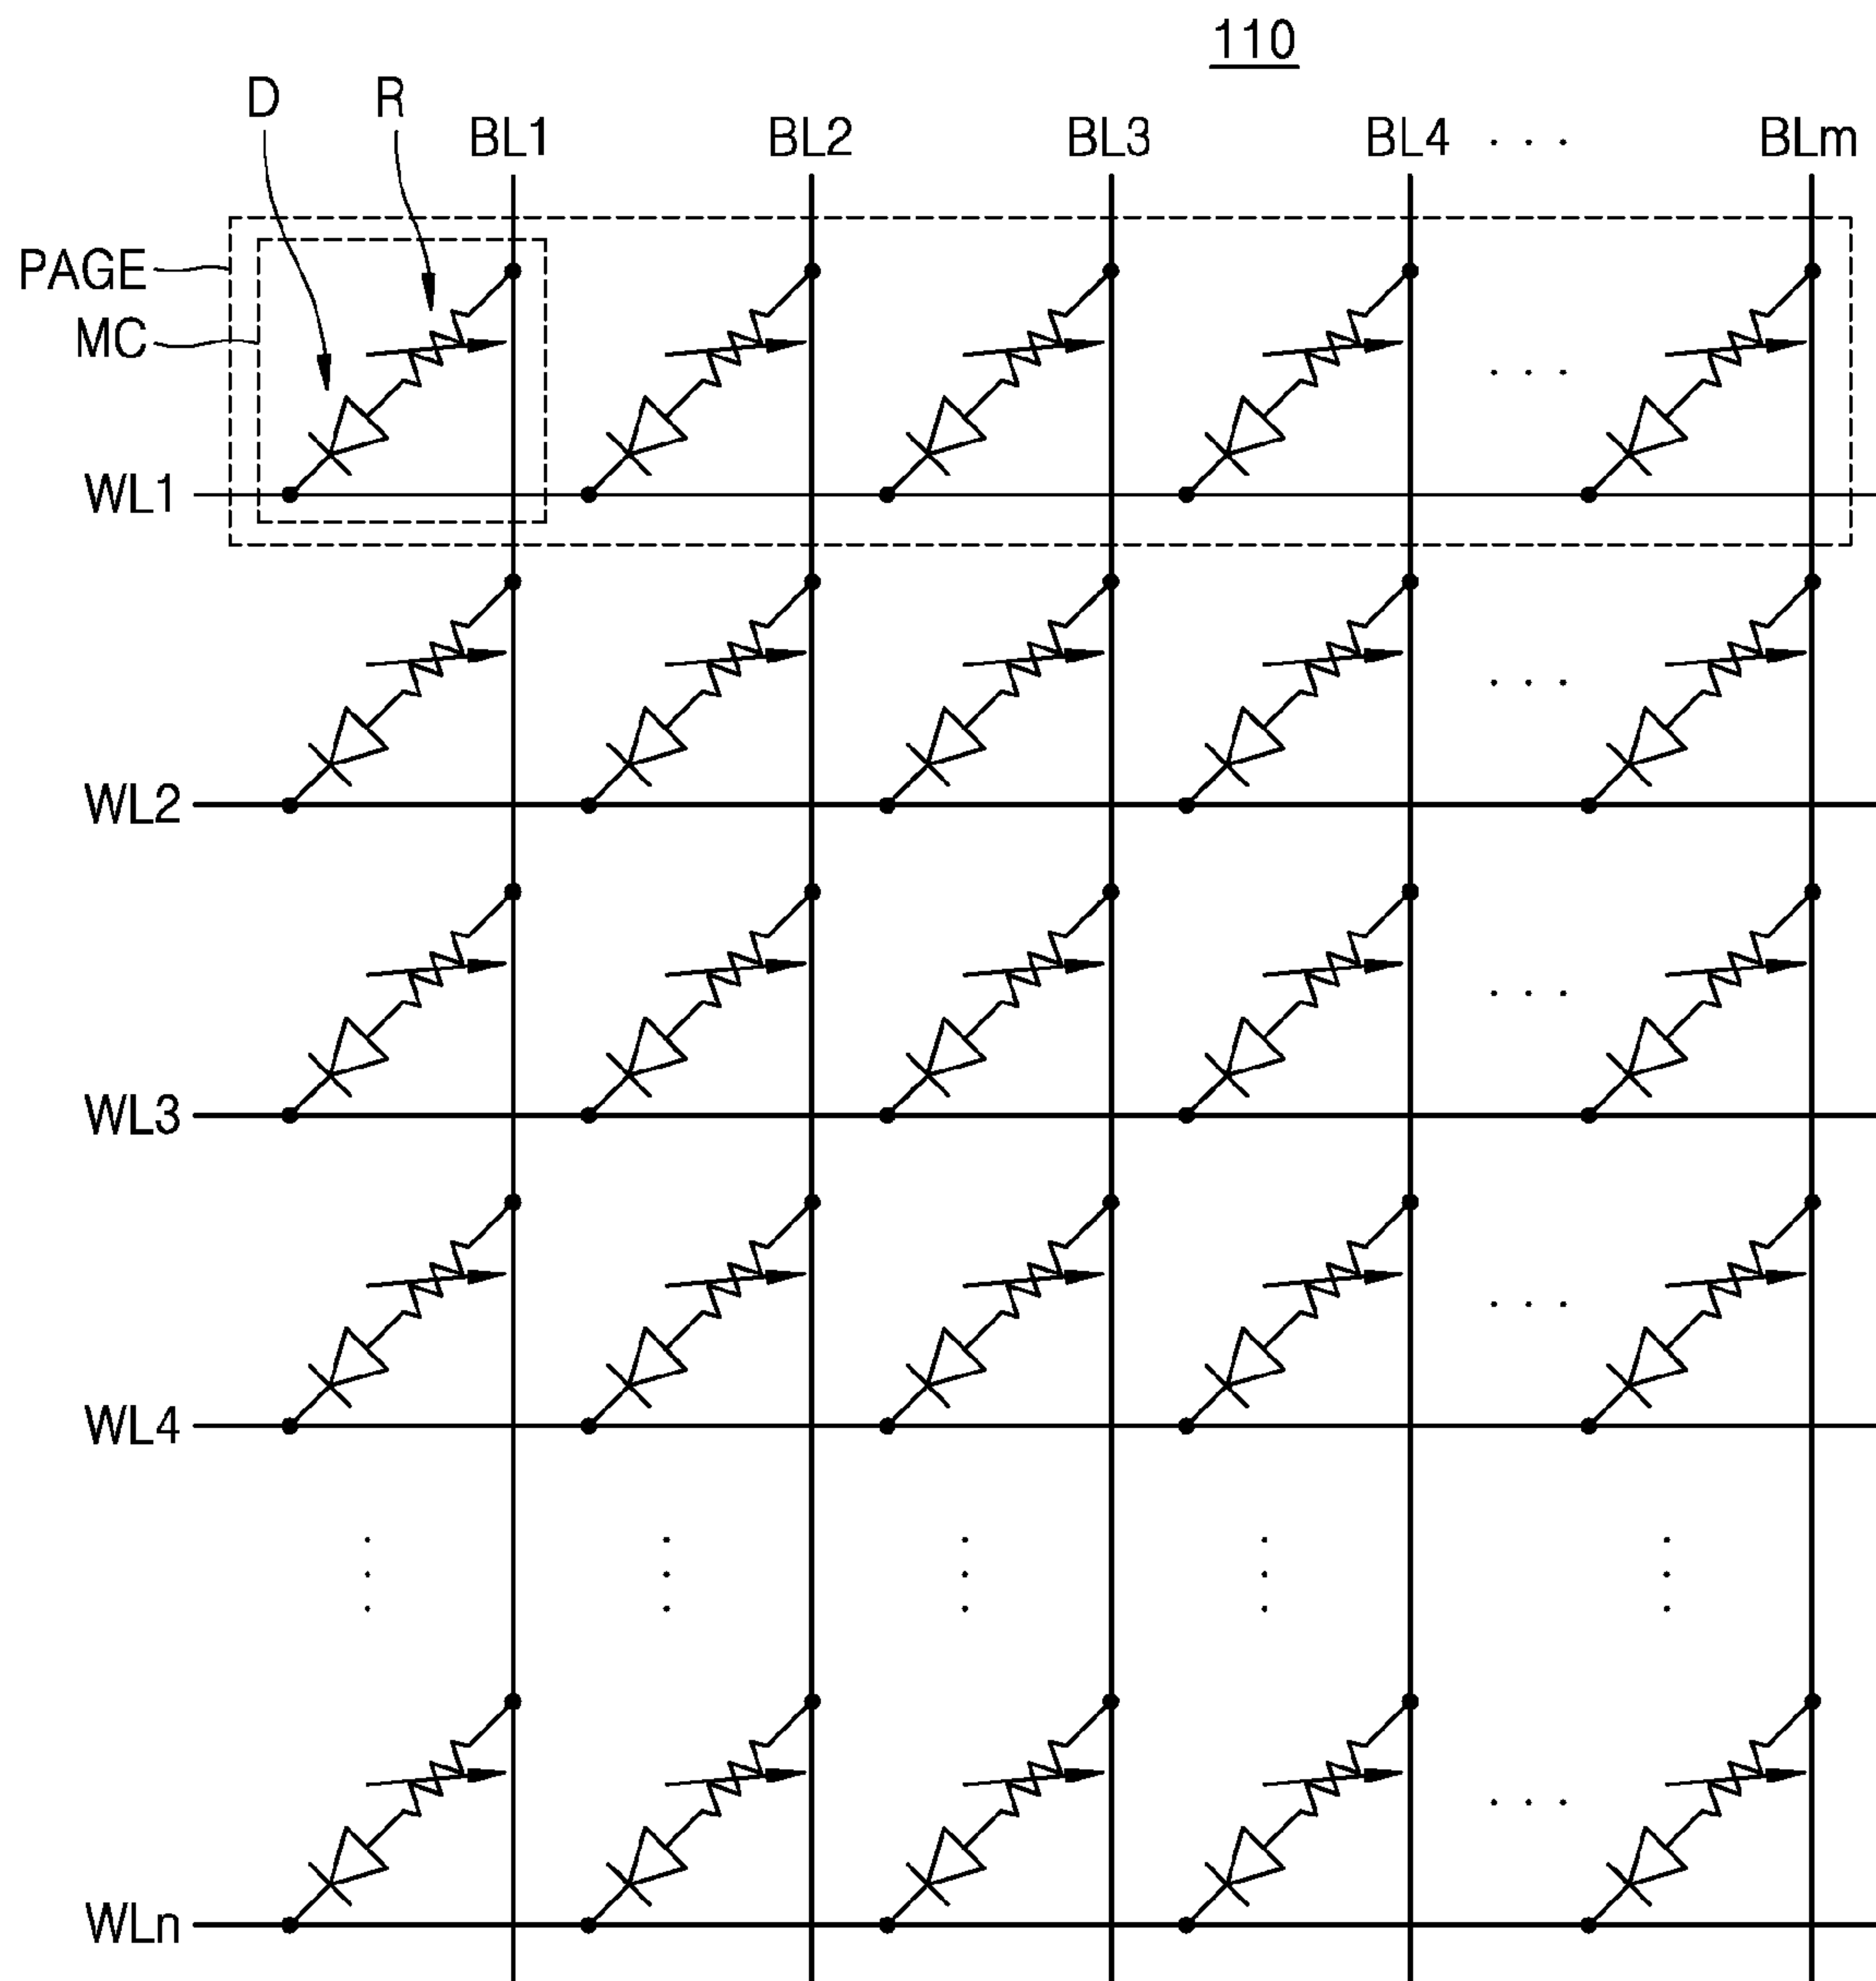 110
D R
BL1 BL2 BL3 BL4 · · · BLm
PAGE
MC
WL1
WL2
WL3
WL4
WLn